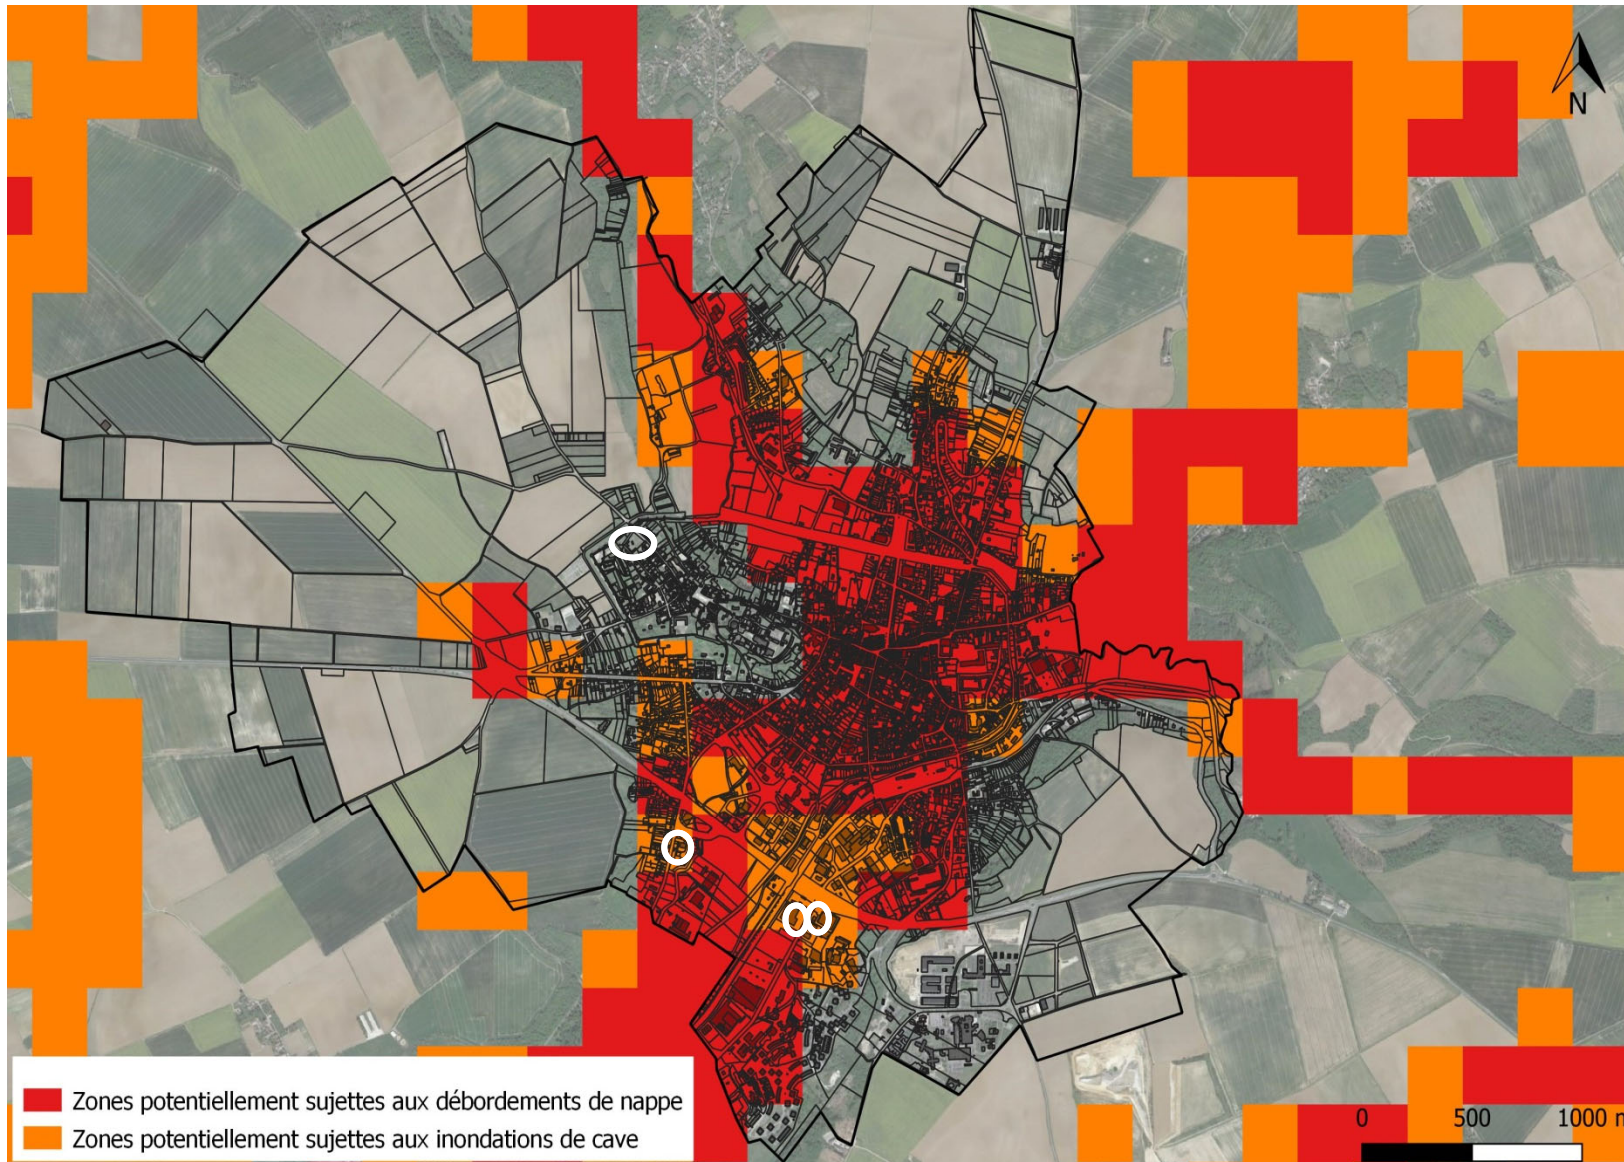 N
Zones potentiellement sujettes aux débordements de nappe
Zones potentiellement sujettes aux inondations de cave
0 500 1000 m